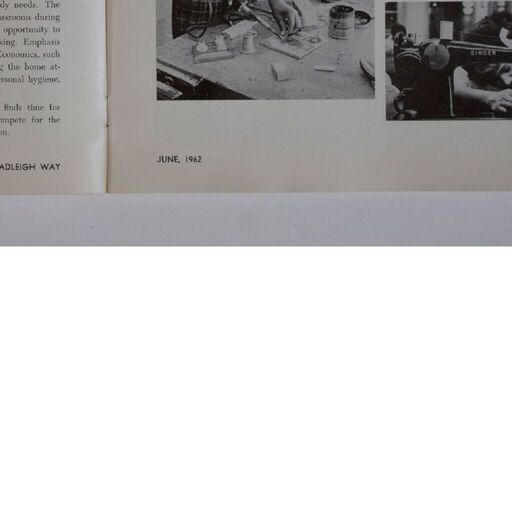 dy needs. The
assrooms during
opportunity to
king. Emphasis
Economics, such
g the home at-
ersonal hygiene,
finds time for
ompete for the
on.
ADLEIGH WAY
JUNE, 1962
SINGER